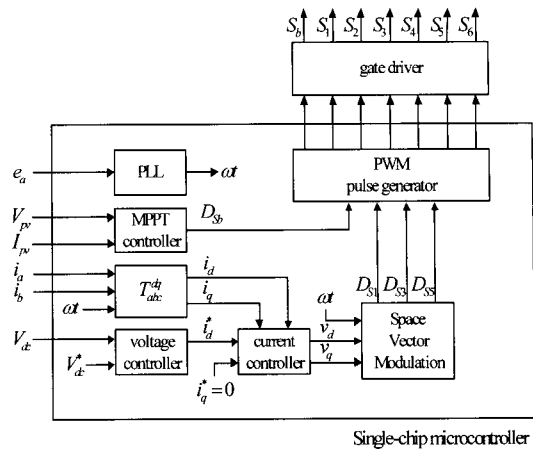 S_b S_1 S_2 S_3 S_4 S_5 S_6
gate driver
PWM
pulse generator
e_a
PLL
ωt
V_pv
I_pv
MPPT
controller
D_Sb
i_a
i_b
ωt
T_abc^dq
i_d
i_q
D_S1 D_S3 D_S5
V_dc
V_dc^*
voltage
controller
i_d^*
i_q^*=0
current
controller
ωt
v_d
v_q
Space
Vector
Modulation
Single-chip microcontroller